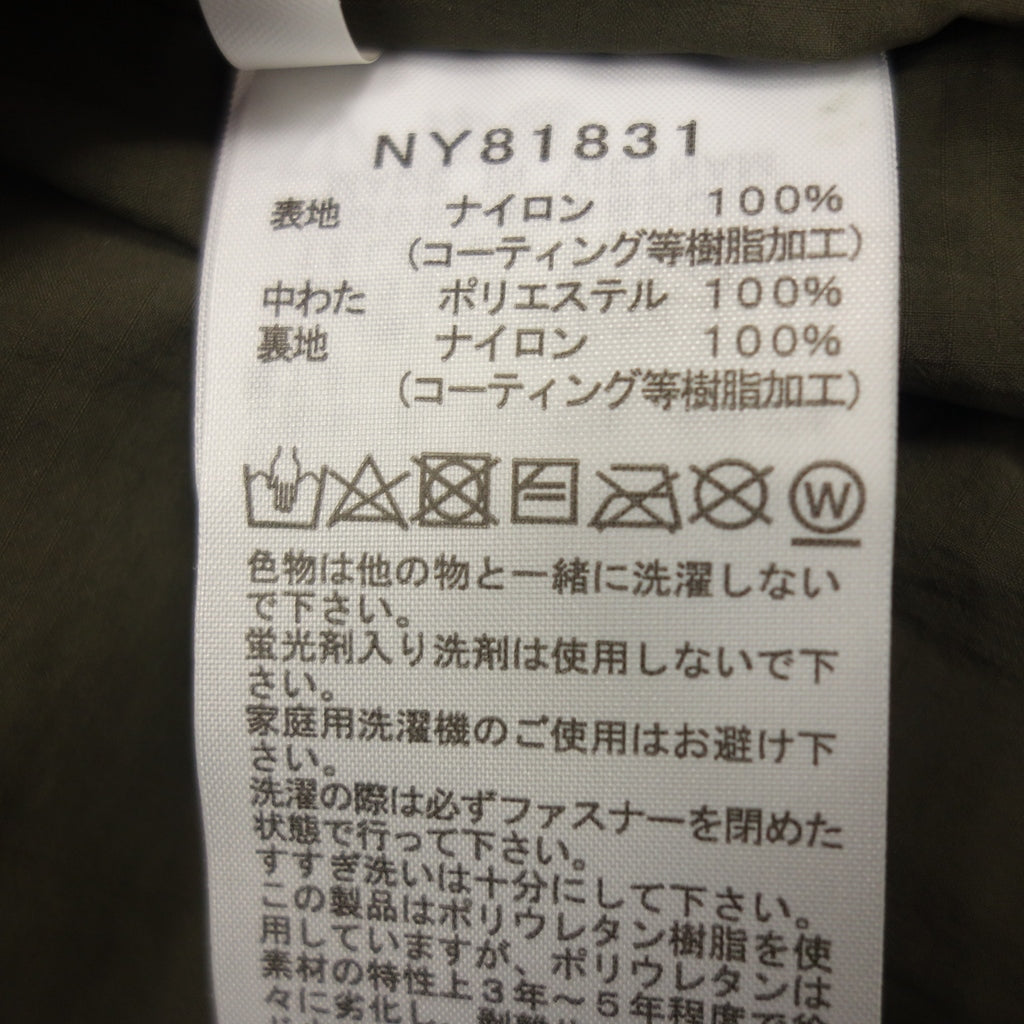 NY81831
表地 ナイロン 100%
(コーティング等樹脂加工)
中わた ポリエステル 100%
裏地 ナイロン 100%
(コーティング等樹脂加工)
W
色物は他の物と一緒に洗濯しない
で下さい。
蛍光剤入り洗剤は使用しないで下
さい。
家庭用洗濯機のご使用はお避け下
さい。
洗濯の際は必ずファスナーを閉めた
状態で行って下さい。
すすぎ洗いは十分にして下さい。
この製品はポリウレタン樹脂を使
用していますが、ポリウレタンは
素材の特性上3年～5年程度で
々に劣化し